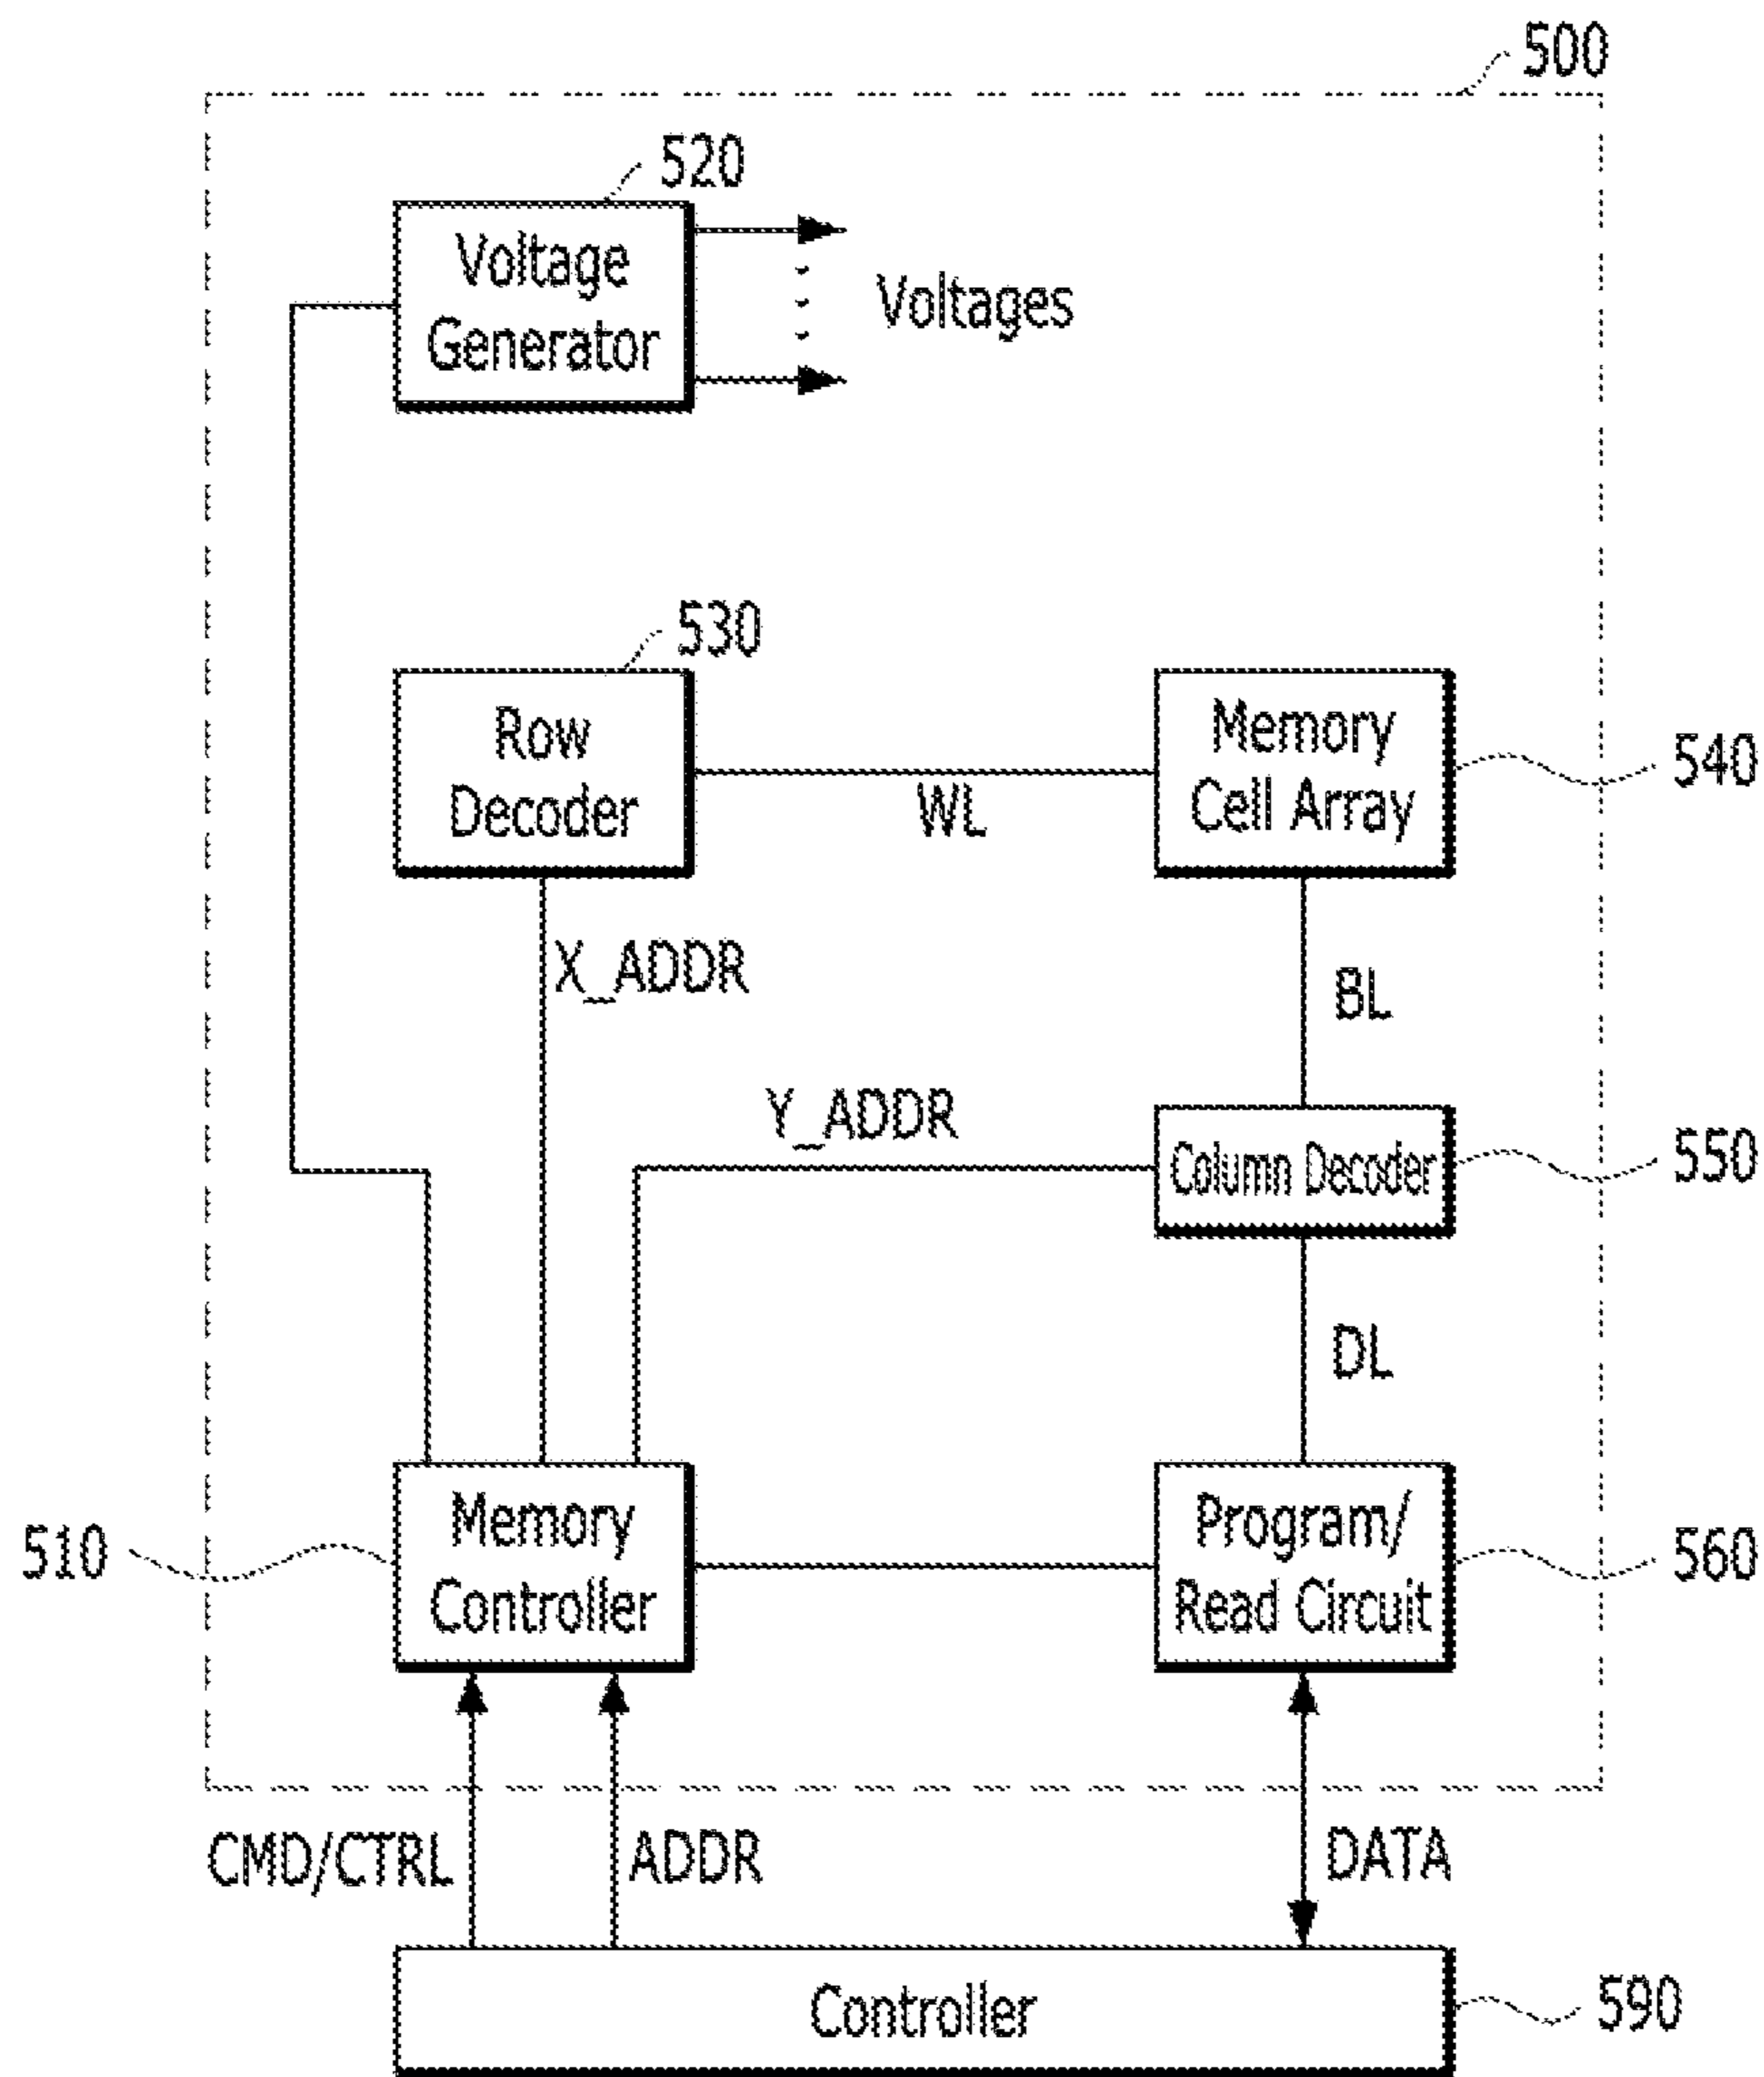 500
520
Voltage
Generator
Voltages
530
Row
Decoder
WL
Memory
Cell Array
540
X_ADDR
BL
Y_ADDR
Column Decoder
550
DL
510
Memory
Controller
Program/
Read Circuit
560
CMD/CTRL
ADDR
DATA
Controller
590